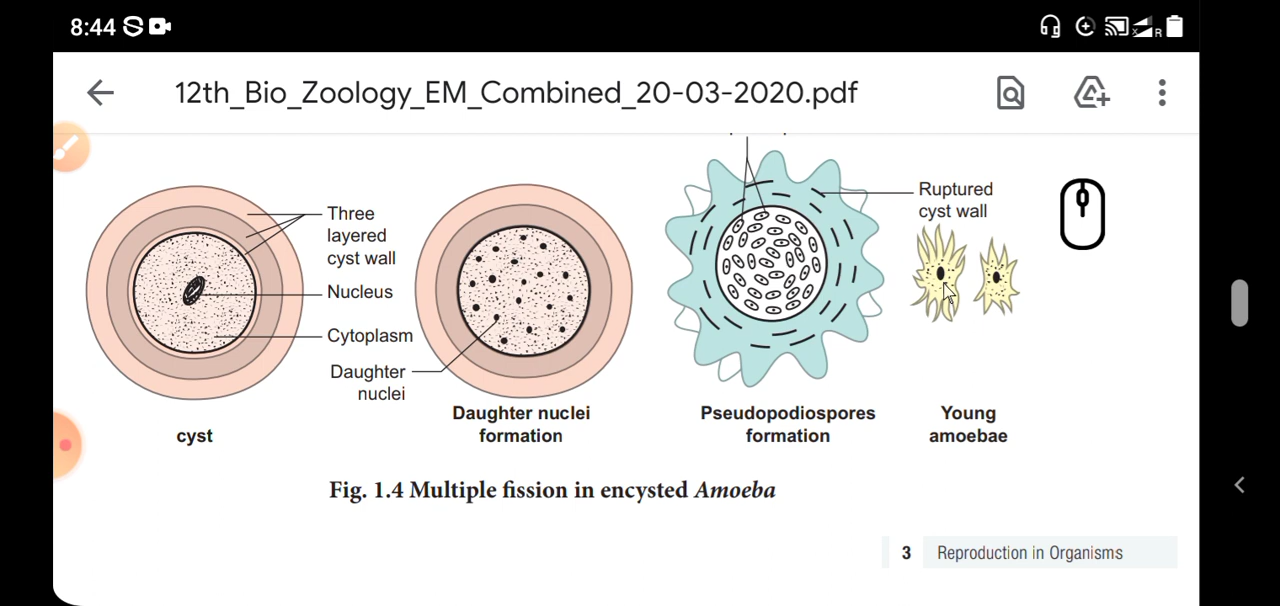 8:44
R
12th_Bio_Zoology_EM_Combined_20-03-2020.pdf
Three
layered
cyst wall
Nucleus
Cytoplasm
Daughter
nuclei
Ruptured
cyst wall
cyst
Daughter nuclei
formation
Pseudopodiospores
formation
Young
amoebae
Fig. 1.4 Multiple fission in encysted Amoeba
3 Reproduction in Organisms